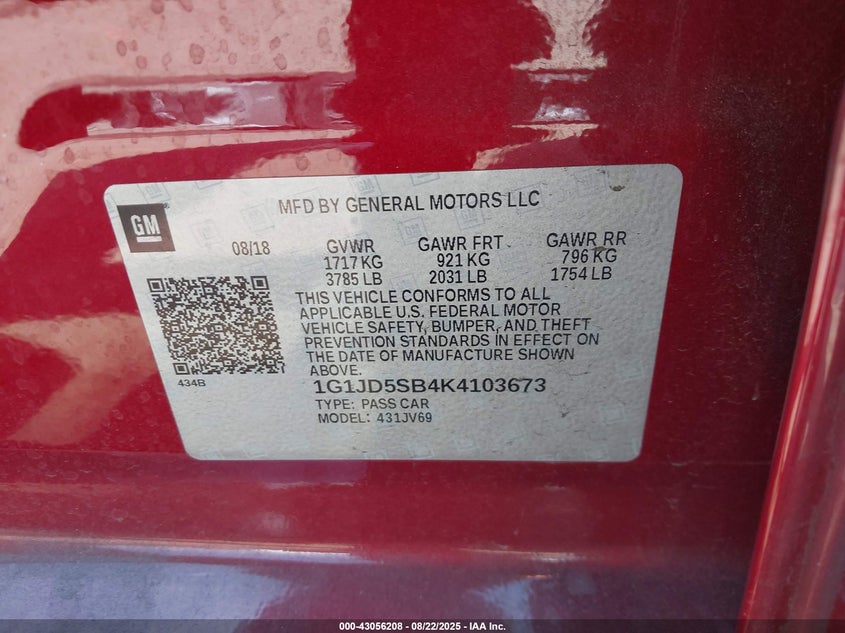 MFD BY GENERAL MOTORS LLC
GM
08/18 GVWR GAWR FRT GAWR RR
1717 KG 921 KG 796 KG
3785 LB 2031 LB 1754 LB
THIS VEHICLE CONFORMS TO ALL
APPLICABLE U.S. FEDERAL MOTOR
VEHICLE SAFETY, BUMPER, AND THEFT
PREVENTION STANDARDS IN EFFECT ON
THE DATE OF MANUFACTURE SHOWN
ABOVE.
434B
1G1JD5SB4K4103673
TYPE: PASS CAR
MODEL: 431JV69
000-43056208 - 08/22/2025 - IAA Inc.